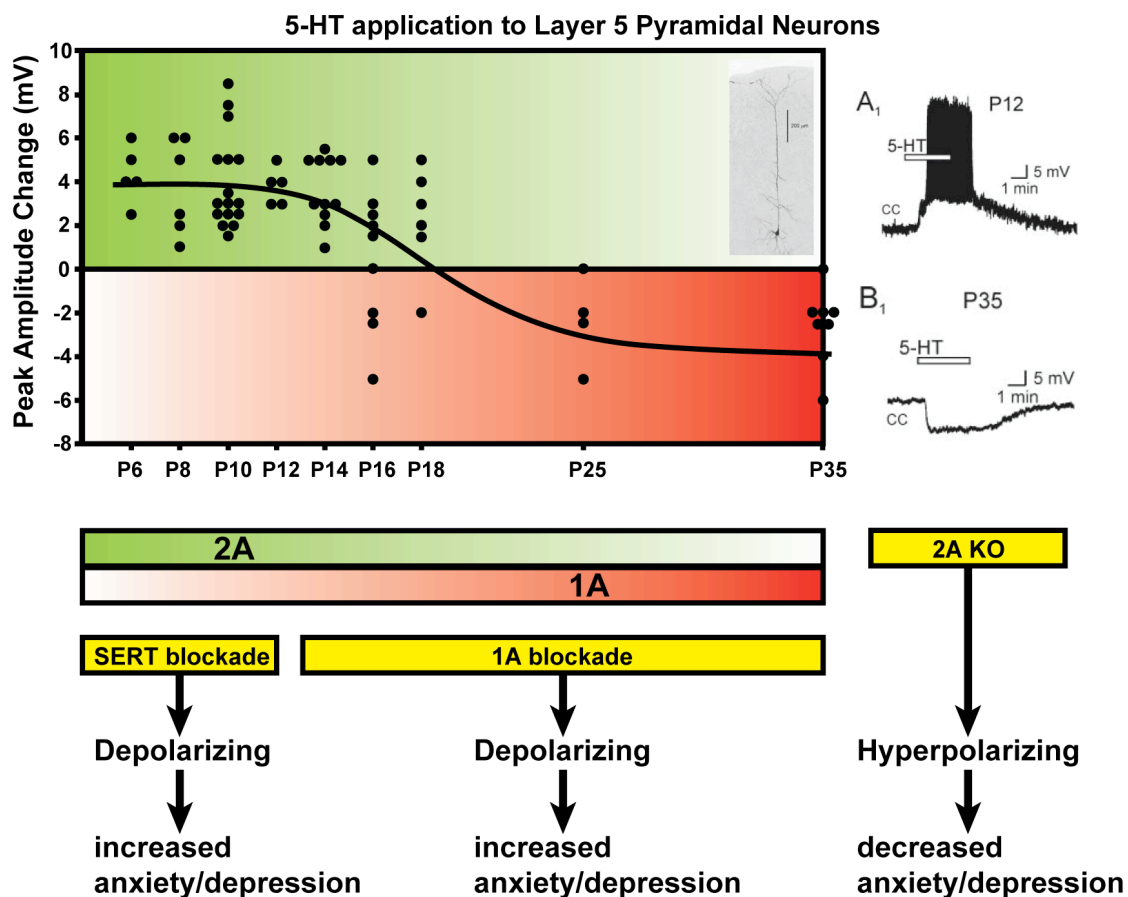 5-HT application to Layer 5 Pyramidal Neurons
Peak Amplitude Change (mV)
10
8
6
4
2
0
-2
-4
-6
-8
P6 P8 P10 P12 P14 P16 P18 P25 P35
200 µm
A1 P12
5-HT
5 mV
1 min
cc
B1 P35
5-HT
5 mV
1 min
cc
2A
1A
2A KO
SERT blockade
1A blockade
Depolarizing
Depolarizing
Hyperpolarizing
increased
anxiety/depression
increased
anxiety/depression
decreased
anxiety/depression